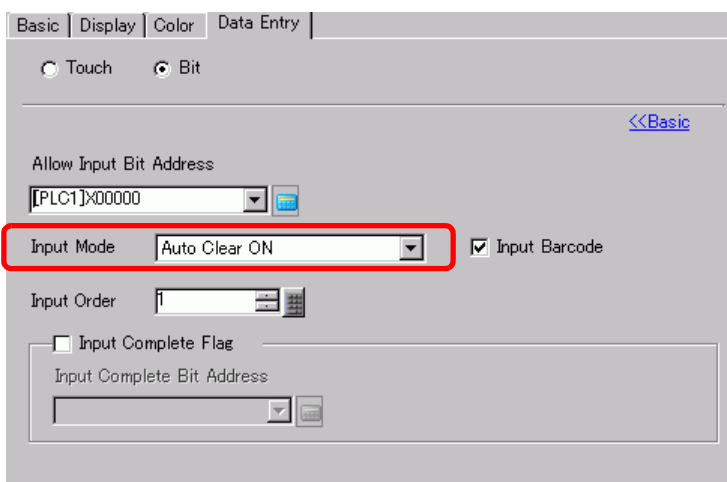 Basic Display Color Data Entry
Touch Bit
<<Basic
Allow Input Bit Address
[PLC1]X00000
Input Mode Auto Clear ON Input Barcode
Input Order 1
Input Complete Flag
Input Complete Bit Address